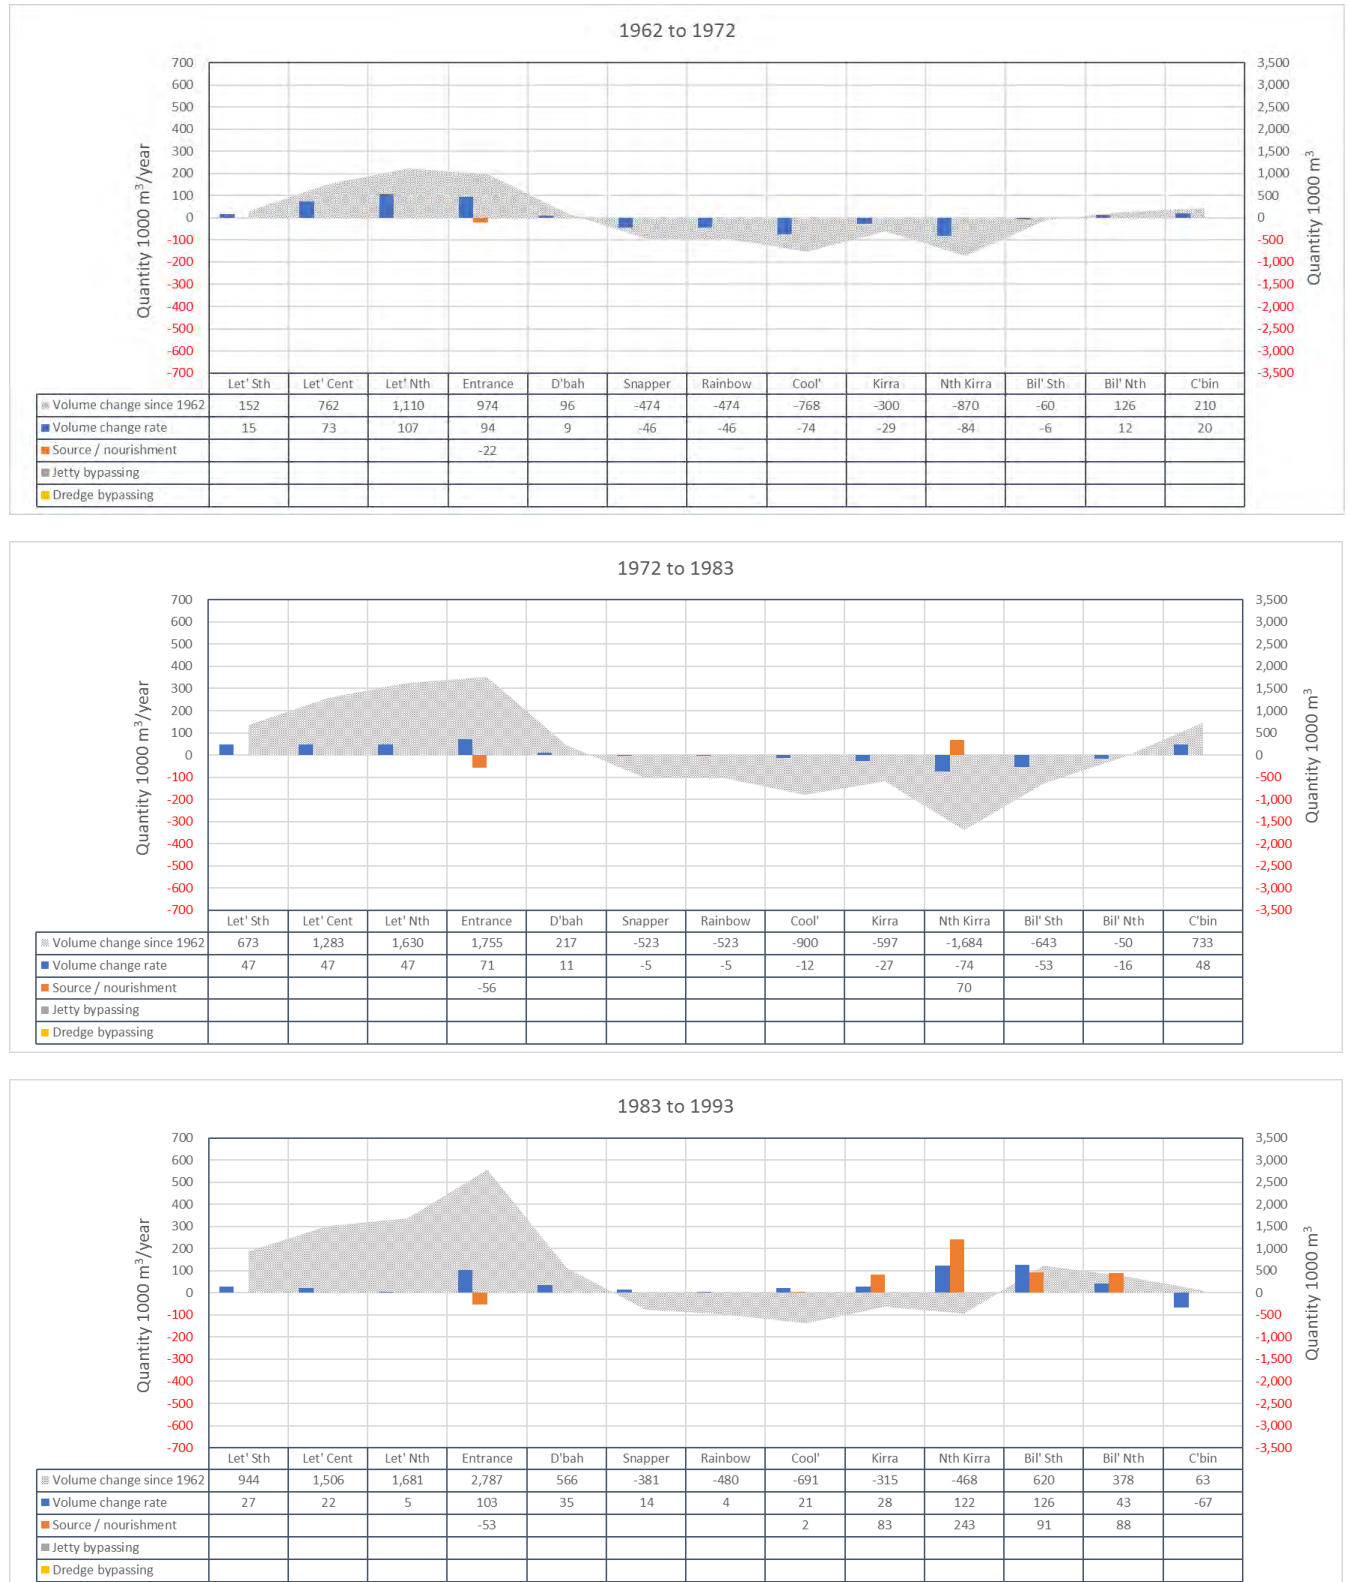 1962 to 1972
700 3,500
600 3,000
500 2,500
400 2,000
300 1,500
200 1,000
100 500
0 0
-100 -500
-200 -1,000
-300 -1,500
-400 -2,000
-500 -2,500
-600 -3,000
-700 -3,500
Quantity 1000 m³/year
Quantity 1000 m³
Let' Sth Let' Cent Let' Nth Entrance D'bah Snapper Rainbow Cool' Kirra Nth Kirra Bil' Sth Bil' Nth C'bin
Volume change since 1962 152 762 1,110 974 96 -474 -474 -768 -300 -870 -60 126 210
Volume change rate 15 73 107 94 9 -46 -46 -74 -29 -84 -6 12 20
Source / nourishment -22
Jetty bypassing
Dredge bypassing
1972 to 1983
700 3,500
600 3,000
500 2,500
400 2,000
300 1,500
200 1,000
100 500
0 0
-100 -500
-200 -1,000
-300 -1,500
-400 -2,000
-500 -2,500
-600 -3,000
-700 -3,500
Quantity 1000 m³/year
Quantity 1000 m³
Let' Sth Let' Cent Let' Nth Entrance D'bah Snapper Rainbow Cool' Kirra Nth Kirra Bil' Sth Bil' Nth C'bin
Volume change since 1962 673 1,283 1,630 1,755 217 -523 -523 -900 -597 -1,684 -643 -50 733
Volume change rate 47 47 47 71 11 -5 -5 -12 -27 -74 -53 -16 48
Source / nourishment -56 70
Jetty bypassing
Dredge bypassing
1983 to 1993
700 3,500
600 3,000
500 2,500
400 2,000
300 1,500
200 1,000
100 500
0 0
-100 -500
-200 -1,000
-300 -1,500
-400 -2,000
-500 -2,500
-600 -3,000
-700 -3,500
Quantity 1000 m³/year
Quantity 1000 m³
Let' Sth Let' Cent Let' Nth Entrance D'bah Snapper Rainbow Cool' Kirra Nth Kirra Bil' Sth Bil' Nth C'bin
Volume change since 1962 944 1,506 1,681 2,787 566 -381 -480 -691 -315 -468 620 378 63
Volume change rate 27 22 5 103 35 14 4 21 28 122 126 43 -67
Source / nourishment -53 2 83 243 91 88
Jetty bypassing
Dredge bypassing